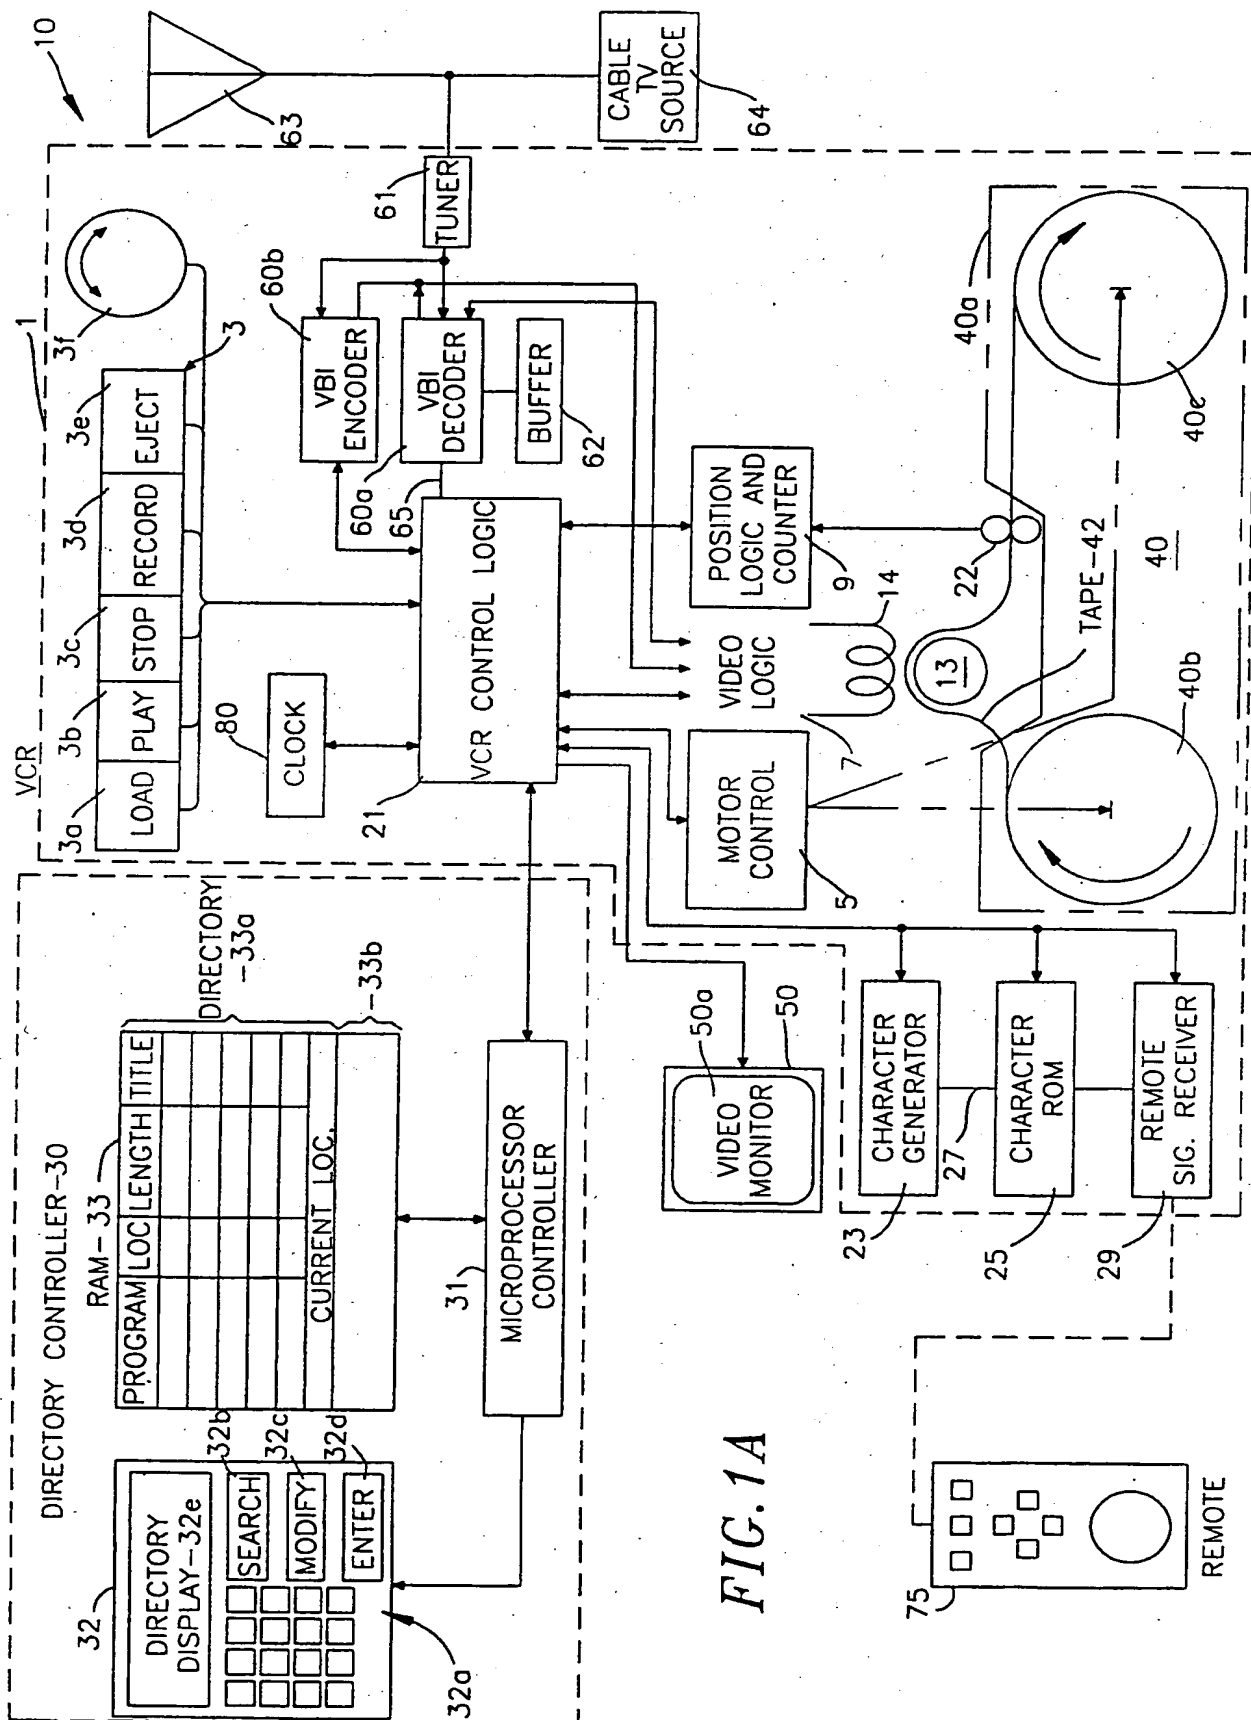 10
VCR
1
3a
3b
3c
3d
3e
3
3f
LOAD
PLAY
STOP
RECORD
EJECT
63
CABLE
TV
SOURCE
64
61
TUNER
60b
VBI
ENCODER
60a
VBI
DECODER
65
BUFFER
62
80
CLOCK
21
VCR CONTROL LOGIC
DIRECTORY CONTROLLER-30
32
DIRECTORY
DISPLAY-32e
SEARCH
32b
MODIFY
32c
ENTER
32d
32a
RAM-33
PROGRAM
LOC
LENGTH
TITLE
CURRENT LOC.
DIRECTORY
-33a
-33b
31
MICROPROCESSOR
CONTROLLER
MOTOR
CONTROL
5
VIDEO
LOGIC
7
14
POSITION
LOGIC AND
COUNTER
9
13
22
TAPE-42
40
40a
40b
40c
50a
50
VIDEO
MONITOR
CHARACTER
GENERATOR
23
27
CHARACTER
ROM
25
REMOTE
SIG. RECEIVER
29
75
REMOTE
FIG. 1A